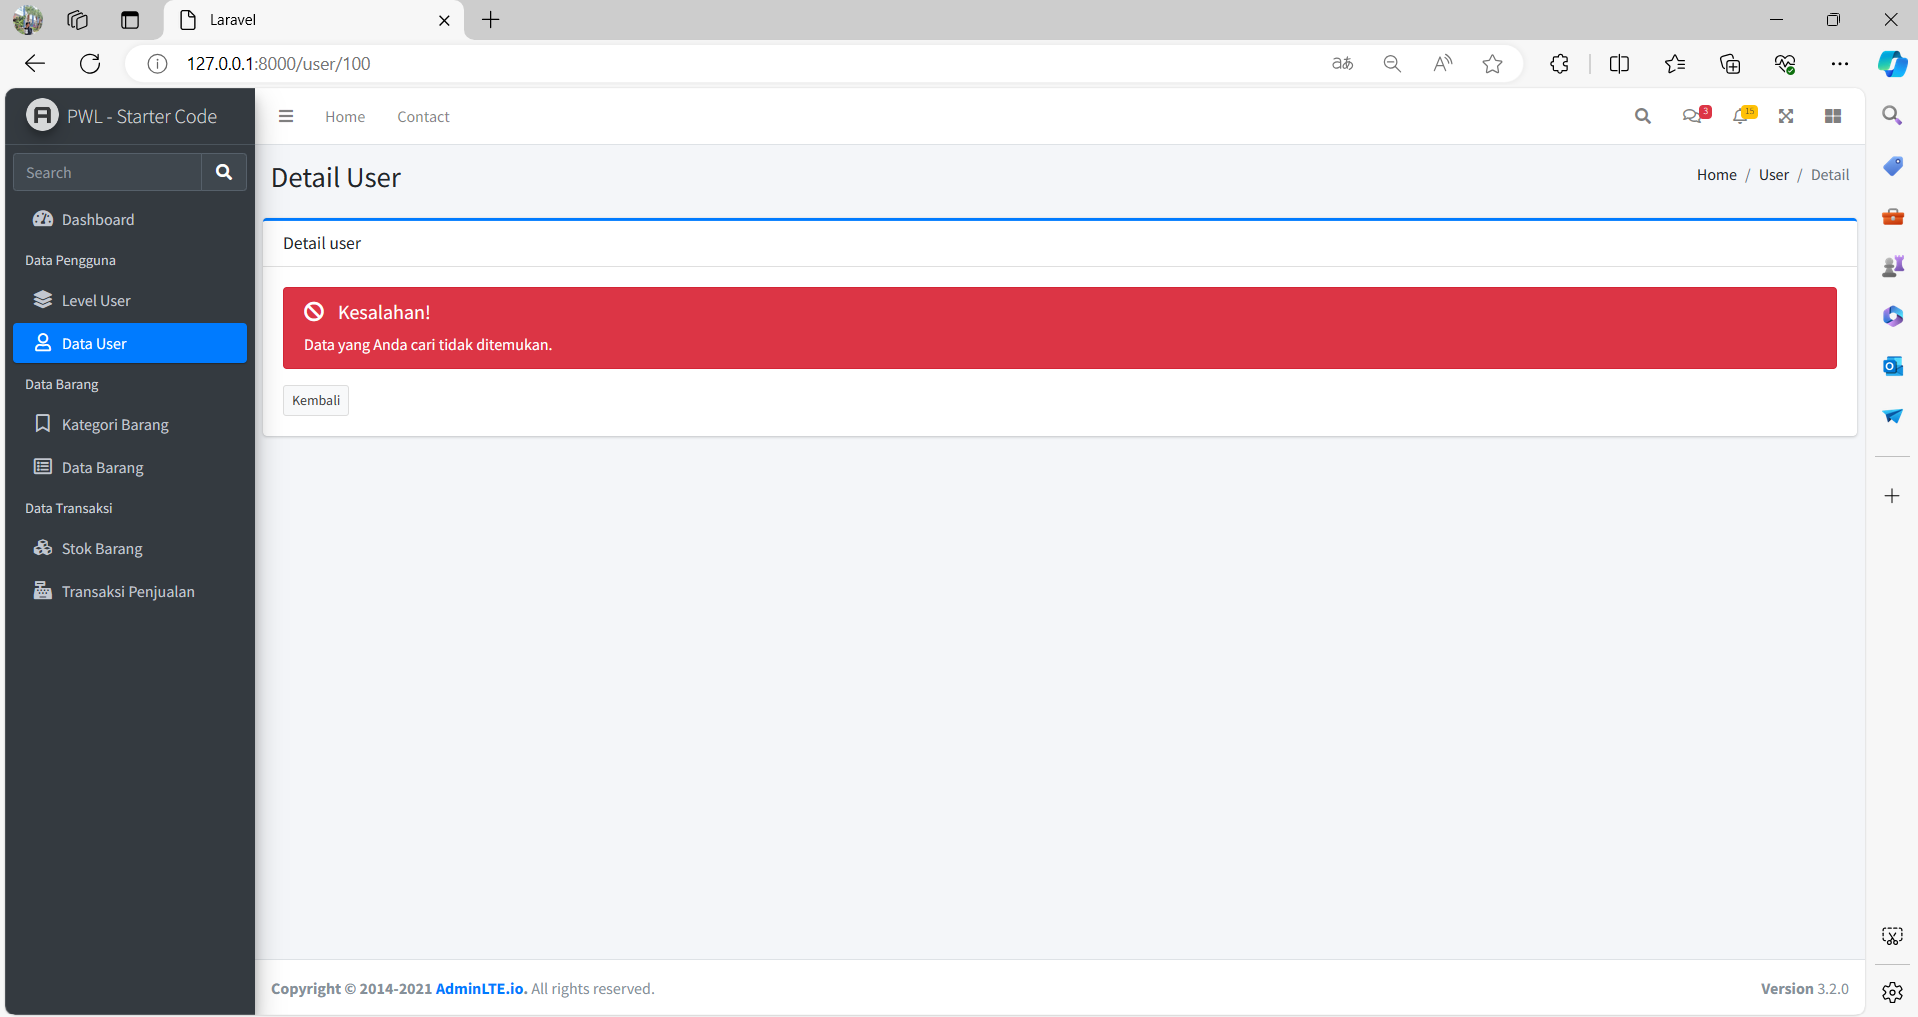 Laravel
127.0.0.1:8000/user/100
PWL - Starter Code
Home
Contact
3
15
Search
Detail User
Home / User / Detail
Dashboard
Data Pengguna
Level User
Data User
Data Barang
Kategori Barang
Data Barang
Data Transaksi
Stok Barang
Transaksi Penjualan
Detail user
Kesalahan!
Data yang Anda cari tidak ditemukan.
Kembali
Copyright © 2014-2021 AdminLTE.io. All rights reserved.
Version 3.2.0